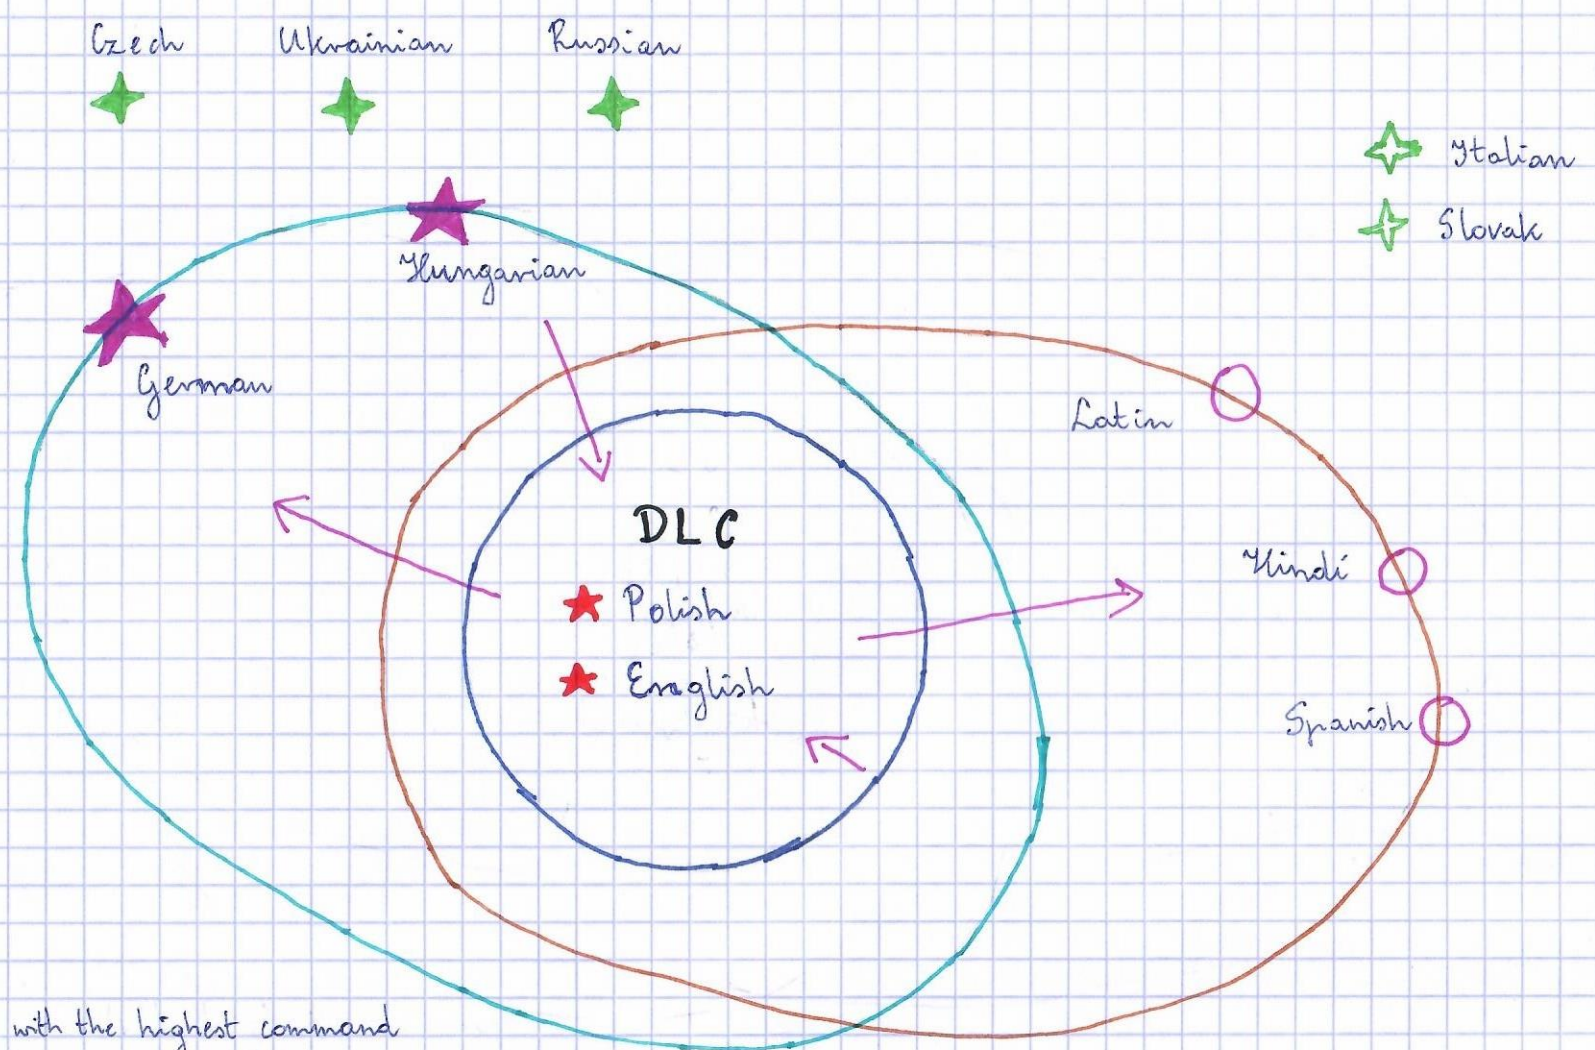 Czech
Ukrainian
Russian
Italian
Slovak
Hungarian
German
Latin
DLC
Hindi
Polish
English
Spanish
with the highest command